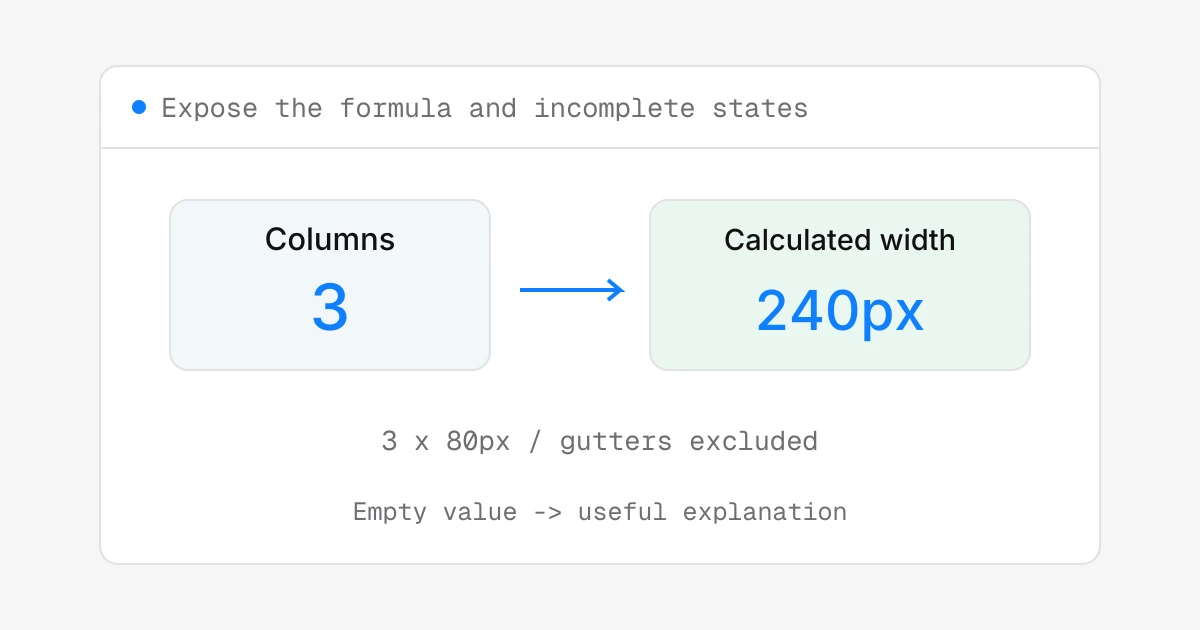 Expose the formula and incomplete states
Columns
3
Calculated width
240px
3 x 80px / gutters excluded
Empty value -> useful explanation